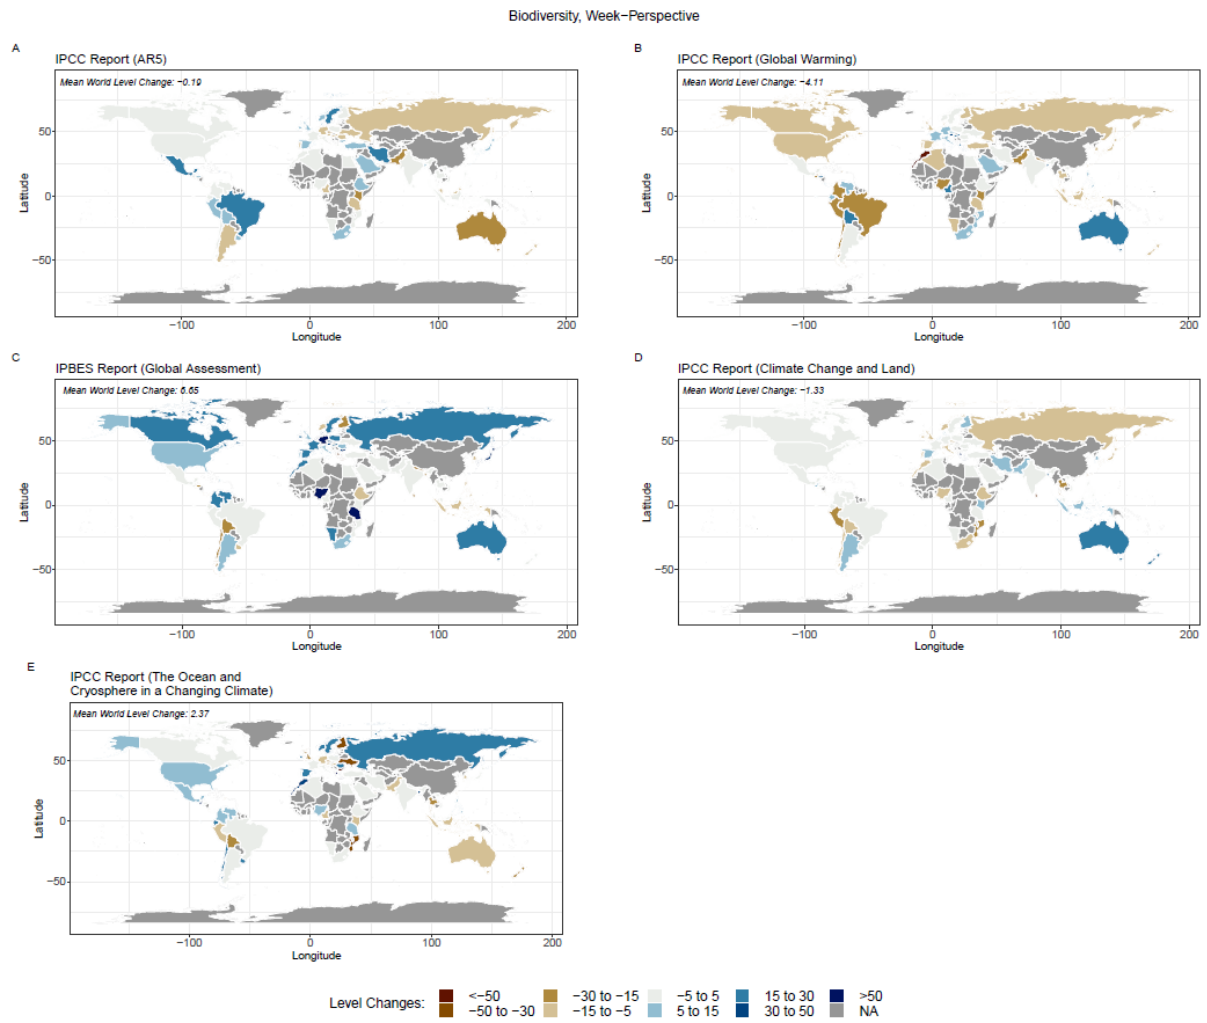 Biodiversity, Week−Perspective
A
IPCC Report (AR5)
Mean World Level Change: −0.19
50
0
−50
Latitude
−100
0
100
200
Longitude
B
IPCC Report (Global Warming)
Mean World Level Change: −4.11
50
0
−50
Latitude
−100
0
100
200
Longitude
C
IPBES Report (Global Assessment)
Mean World Level Change: 6.65
50
0
−50
Latitude
−100
0
100
200
Longitude
D
IPCC Report (Climate Change and Land)
Mean World Level Change: −1.33
50
0
−50
Latitude
−100
0
100
200
Longitude
E
IPCC Report (The Ocean and
Cryosphere in a Changing Climate)
Mean World Level Change: 2.37
50
0
−50
Latitude
−100
0
100
200
Longitude
Level Changes:
<−50
−30 to −15
−5 to 5
15 to 30
>50
−50 to −30
−15 to −5
5 to 15
30 to 50
NA